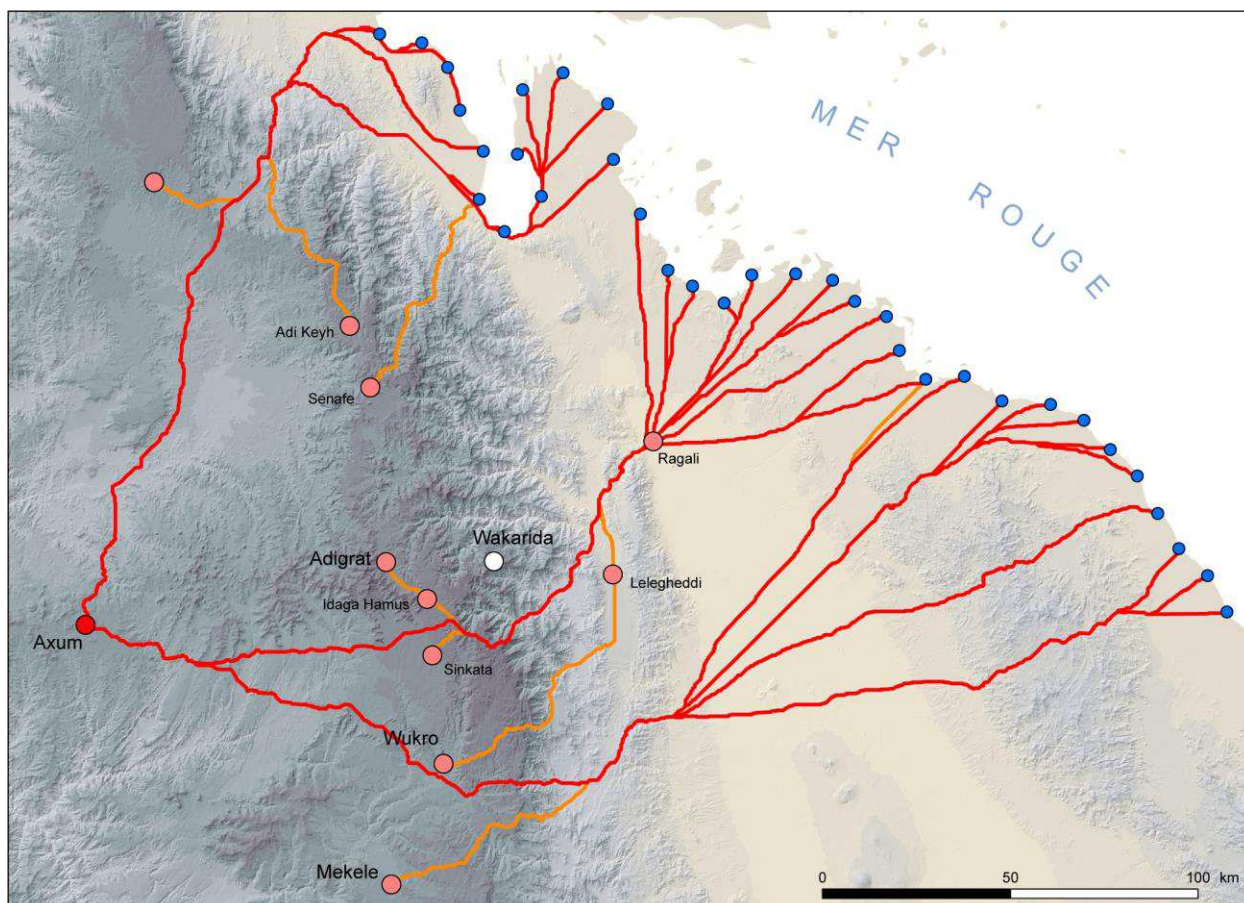 MER
ROUGE
Adi Keyh
Senafe
Ragali
Adigrat
Wakarida
Lelegheddi
Idaga Hamus
Axum
Sinkata
Wukro
Mekele
0 50 100 km